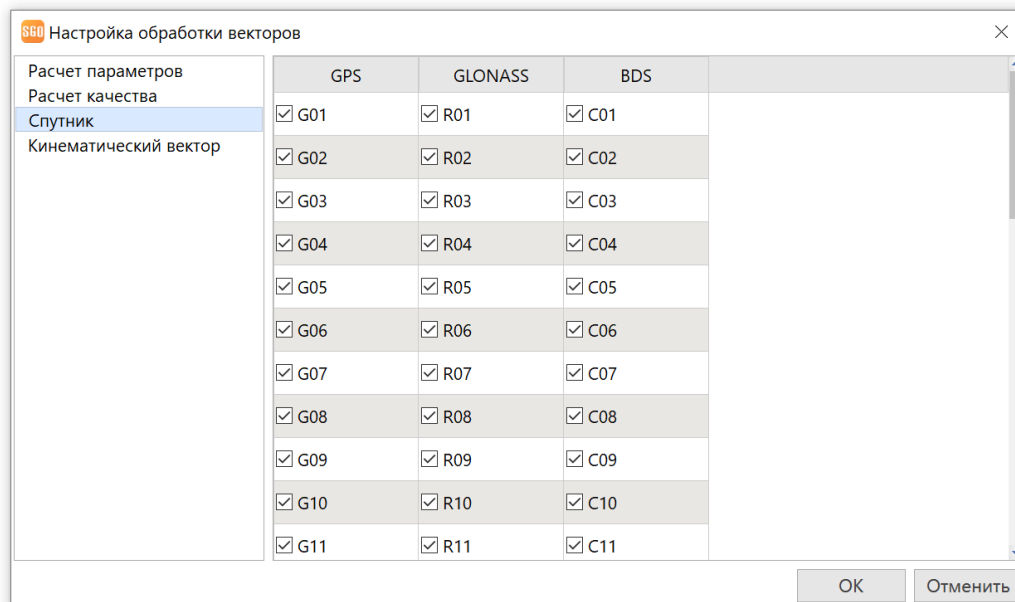 SGO Настройка обработки векторов
Расчет параметров
Расчет качества
Спутник
Кинематический вектор
GPS GLONASS BDS
G01 R01 C01
G02 R02 C02
G03 R03 C03
G04 R04 C04
G05 R05 C05
G06 R06 C06
G07 R07 C07
G08 R08 C08
G09 R09 C09
G10 R10 C10
G11 R11 C11
ОК Отменить